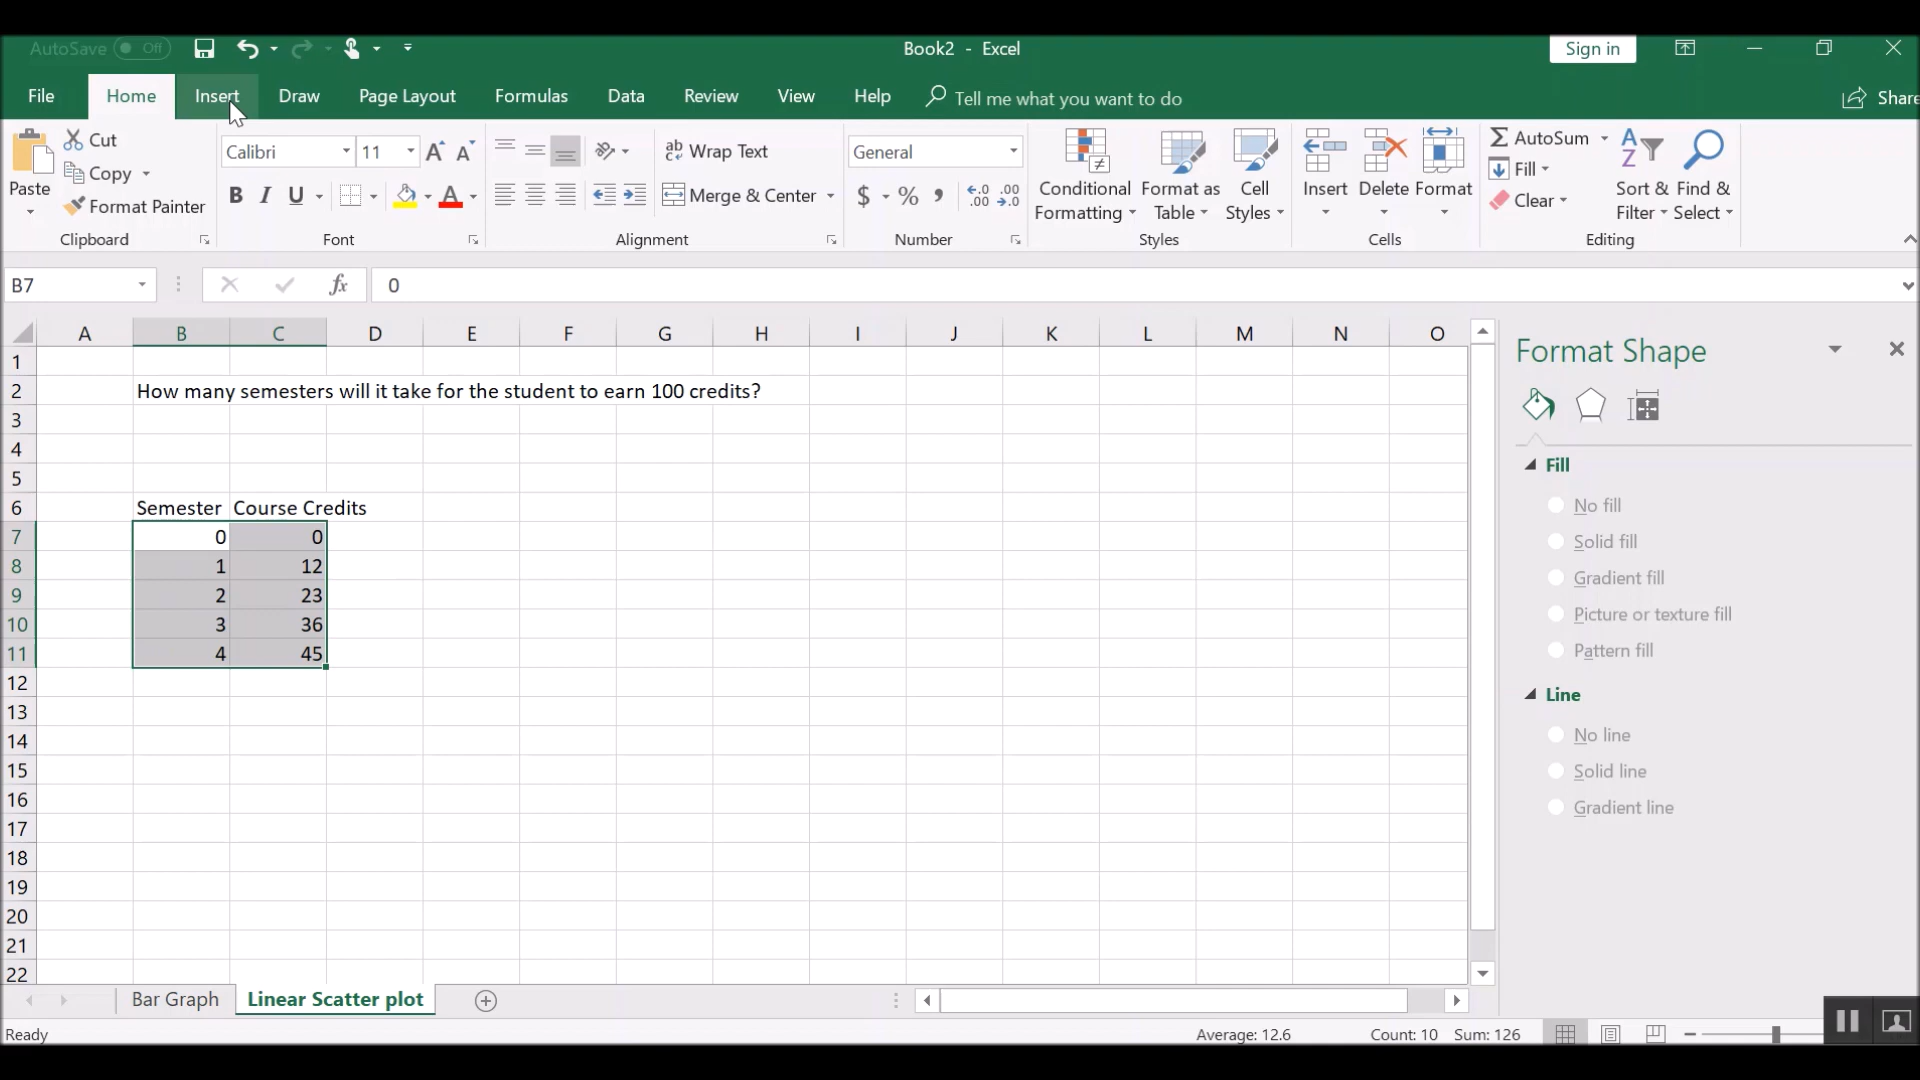 AutoSave Off Book2 - Excel Sign in
File Home Insert Draw Page Layout Formulas Data Review View Help Tell me what you want to do Share
Paste Cut Copy Format Painter Clipboard
Calibri 11 B I U Font
Wrap Text Merge & Center Alignment
General $ % Number
Conditional Formatting Format as Table Cell Styles Styles
Insert Delete Format Cells
AutoSum Fill Clear Sort & Filter Find & Select Editing
B7 fx 0
A B C D E F G H I J K L M N O
1
2 How many semesters will it take for the student to earn 100 credits?
3
4
5
6 Semester Course Credits
7 0 0
8 1 12
9 2 23
10 3 36
11 4 45
12
13
14
15
16
17
18
19
20
21
22
Format Shape
Fill
No fill
Solid fill
Gradient fill
Picture or texture fill
Pattern fill
Line
No line
Solid line
Gradient line
Bar Graph Linear Scatter plot
Ready Average: 12.6 Count: 10 Sum: 126